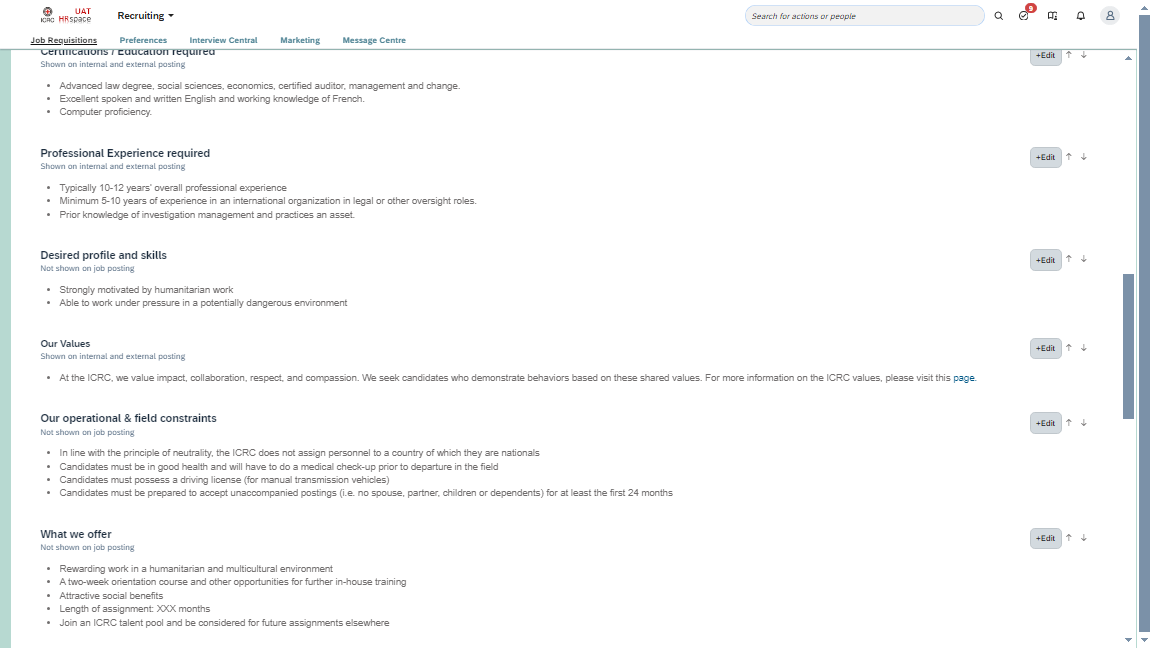 ICRC
UAT
HRspace
Recruiting
Search for actions or people
9
Job Requisitions
Preferences
Interview Central
Marketing
Message Centre
Certifications / Education required
Shown on internal and external posting
+Edit
• Advanced law degree, social sciences, economics, certified auditor, management and change.
• Excellent spoken and written English and working knowledge of French.
• Computer proficiency.
Professional Experience required
Shown on internal and external posting
+Edit
• Typically 10-12 years' overall professional experience
• Minimum 5-10 years of experience in an international organization in legal or other oversight roles.
• Prior knowledge of investigation management and practices an asset.
Desired profile and skills
Not shown on job posting
+Edit
• Strongly motivated by humanitarian work
• Able to work under pressure in a potentially dangerous environment
Our Values
Shown on internal and external posting
+Edit
• At the ICRC, we value impact, collaboration, respect, and compassion. We seek candidates who demonstrate behaviors based on these shared values. For more information on the ICRC values, please visit this page.
Our operational & field constraints
Not shown on job posting
+Edit
• In line with the principle of neutrality, the ICRC does not assign personnel to a country of which they are nationals
• Candidates must be in good health and will have to do a medical check-up prior to departure in the field
• Candidates must possess a driving license (for manual transmission vehicles)
• Candidates must be prepared to accept unaccompanied postings (i.e. no spouse, partner, children or dependents) for at least the first 24 months
What we offer
Not shown on job posting
+Edit
• Rewarding work in a humanitarian and multicultural environment
• A two-week orientation course and other opportunities for further in-house training
• Attractive social benefits
• Length of assignment: XXX months
• Join an ICRC talent pool and be considered for future assignments elsewhere